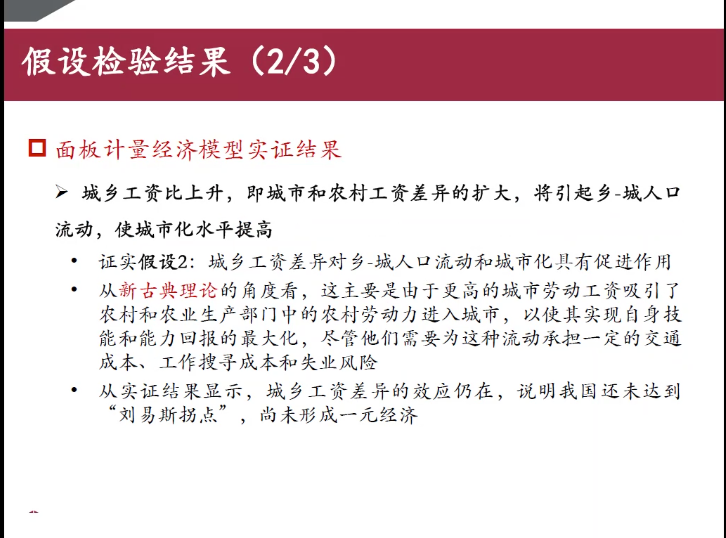 假设检验结果（2/3）
面板计量经济模型实证结果
城乡工资比上升，即城市和农村工资差异的扩大，将引起乡-城人口
流动，使城市化水平提高
• 证实假设2：城乡工资差异对乡-城人口流动和城市化具有促进作用
• 从新古典理论的角度看，这主要是由于更高的城市劳动工资吸引了
农村和农业生产部门中的农村劳动力进入城市，以使其实现自身技
能和能力回报的最大化，尽管他们需要为这种流动承担一定的交通
成本、工作搜寻成本和失业风险
• 从实证结果显示，城乡工资差异的效应仍在，说明我国还未达到
“刘易斯拐点”，尚未形成一元经济